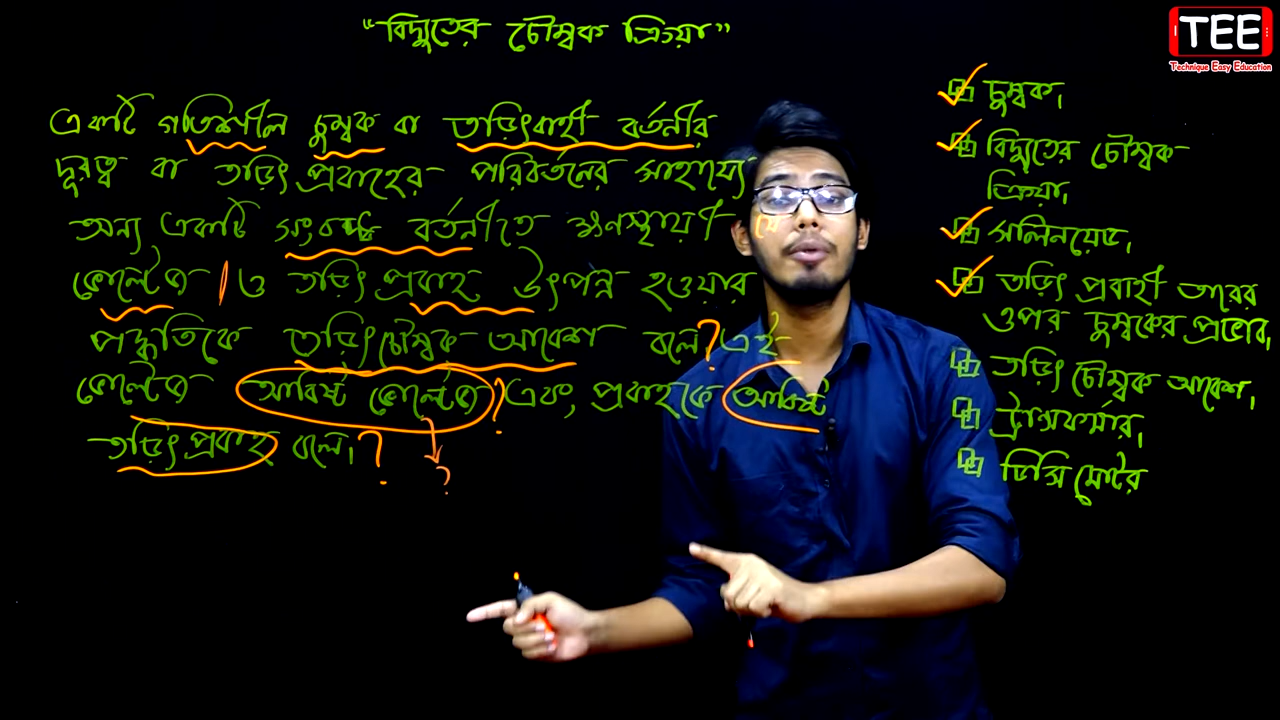 "বিদ্যুতের চৌম্বক ক্রিয়া"
TEE
Technique Easy Education
একটি গতিশীল চুম্বক বা তড়িৎবাহী বর্তনীর
দূরত্ব বা তড়িৎ প্রবাহের পরিবর্তনের সাহায্যে
অন্য একটি সংবদ্ধ বর্তনীতে ক্ষনস্থায়ী
ভোল্টেজ ও তড়িৎ প্রবাহ উৎপন্ন হওয়ার
পদ্ধতিকে তড়িৎচৌম্বক আবেশ বলে ? এই
ভোল্টেজ আবিষ্ট ভোল্টেজ ? এবং, প্রবাহকে আবিষ্ট
তড়িৎ প্রবাহ বলে। ? ?
চুম্বক।
বিদ্যুতের চৌম্বক
ক্রিয়া।
সলিনয়েড।
তড়িৎ প্রবাহী তারের
ওপর চুম্বকের প্রভাব।
তড়িৎ চৌম্বক আবেশ।
ট্রান্সফর্মার।
ডিসি মোটর